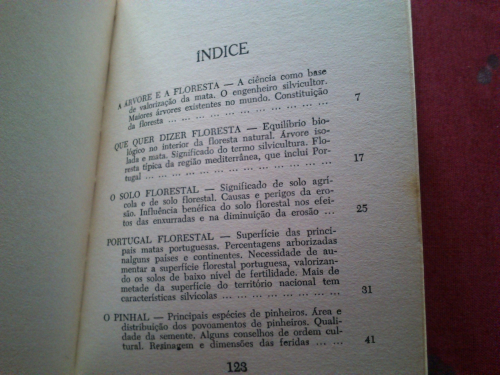 INDICE
A ÁRVORE E A FLORESTA — A ciência como base
de valorização da mata. O engenheiro silvicultor.
Maiores árvores existentes no mundo. Constituïção
da floresta ... ... ... ... ... ... ... ... ... ... ... 7
QUE QUER DIZER FLORESTA — Equilíbrio bio-
lógico no interior da floresta natural. Árvore iso-
lada e mata. Significado do termo silvicultura. Flo-
resta típica da região mediterrânea, que inclui Por-
tugal ... ... ... ... ... ... ... ... ... ... ... ... 17
O SOLO FLORESTAL — Significado de solo agrí-
cola e de solo florestal. Causas e perigos da ero-
são. Influência benéfica do solo florestal nos efei-
tos das enxurradas e na diminuïção da erosão ... 25
PORTUGAL FLORESTAL — Superfície das prin-
cipais matas portuguesas. Percentagens arborizadas
nalguns países e continentes. Necessidade de au-
mentar a superfície florestal portuguesa, valorizan-
do os solos de baixo nível de fertilidade. Mais de
metade da superfície do território nacional tem
características silvícolas ... ... ... ... ... ... ... 31
O PINHAL — Principais espécies de pinheiros. Área e
distribuïção dos povoamentos de pinheiros. Quali-
dade da semente. Alguns conselhos de ordem cul-
tural. Resinagem e dimensões das feridas ... ... 41
123